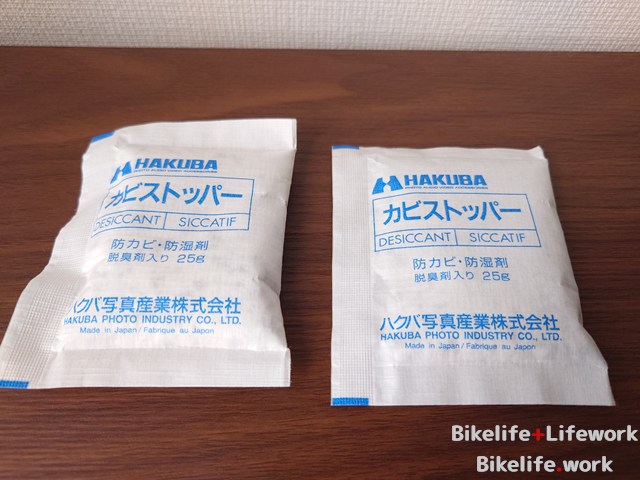 HAKUBA
カビストッパー
DESICCANT SICCATIF
防カビ・防湿剤
脱臭剤入り 25g
ハクバ写真産業株式会社
HAKUBA PHOTO INDUSTRY CO., LTD.
Made in Japan/Fabrique au Japon
HAKUBA
カビストッパー
DESICCANT SICCATIF
防カビ・防湿剤
脱臭剤入り 25g
ハクバ写真産業株式会社
HAKUBA PHOTO INDUSTRY CO., LTD.
Made in Japan/Fabrique au Japon
Bikelife+Lifework
Bikelife.work